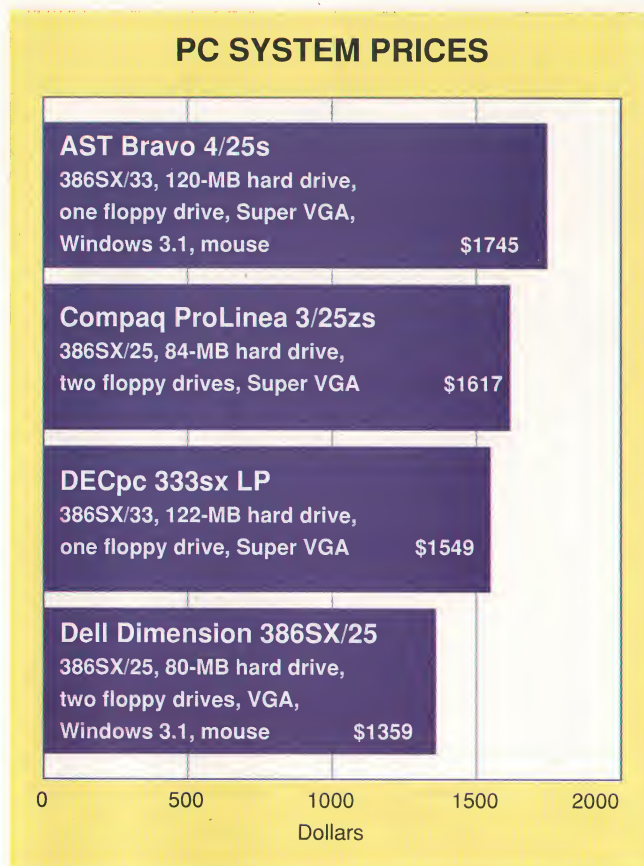 PC SYSTEM PRICES
AST Bravo 4/25s
386SX/33, 120-MB hard drive,
one floppy drive, Super VGA,
Windows 3.1, mouse $1745
Compaq ProLinea 3/25zs
386SX/25, 84-MB hard drive,
two floppy drives, Super VGA $1617
DECpc 333sx LP
386SX/33, 122-MB hard drive,
one floppy drive, Super VGA $1549
Dell Dimension 386SX/25
386SX/25, 80-MB hard drive,
two floppy drives, VGA,
Windows 3.1, mouse $1359
0 500 1000 1500 2000
Dollars